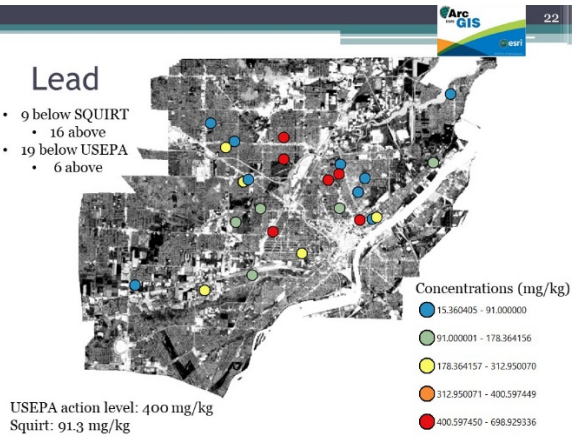 Arc
GIS
esri
22
Lead
• 9 below SQUIRT
• 16 above
• 19 below USEPA
• 6 above
Concentrations (mg/kg)
15.360405 - 91.000000
91.000001 - 178.364156
178.364157 - 312.950070
312.950071 - 400.597449
400.597450 - 698.929336
USEPA action level: 400 mg/kg
Squirt: 91.3 mg/kg